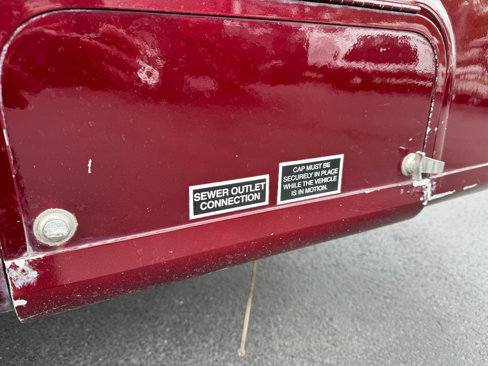 SEWER OUTLET
CONNECTION
CAP MUST BE
SECURELY IN PLACE
WHILE THE VEHICLE
IS IN MOTION.